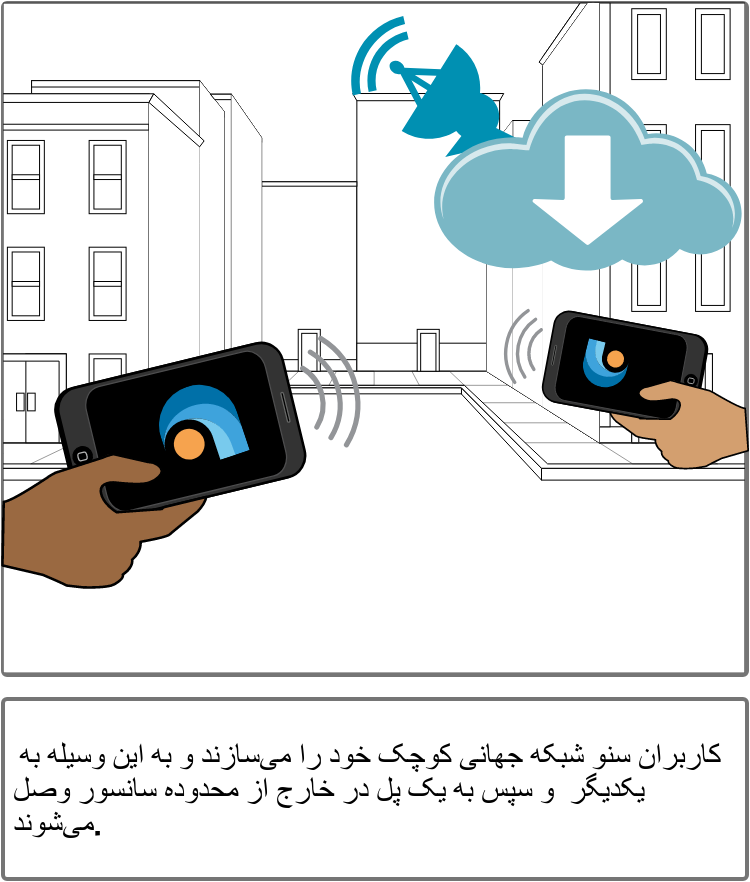 کاربران سنو شبکه جهانی کوچک خود را می‌سازند و به این وسیله به
یکدیگر و سپس به یک پل در خارج از محدوده سانسور وصل
می‌شوند.